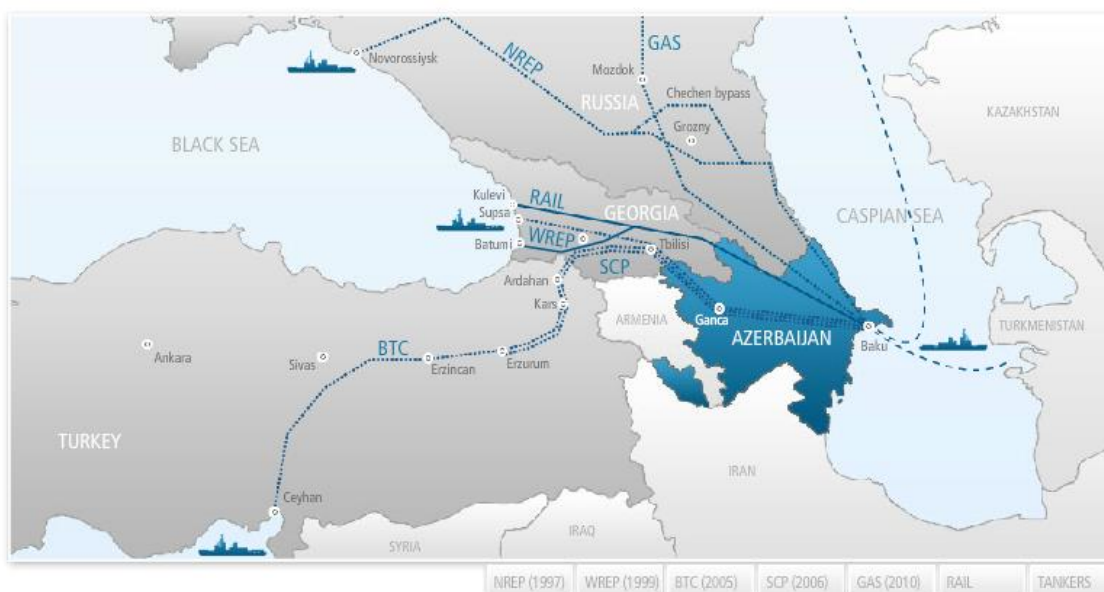 Novorossiysk
NREP
GAS
Mozdok
Chechen bypass
RUSSIA
KAZAKHSTAN
Grozny
BLACK SEA
Kulevi
RAIL
Supsa
GEORGIA
CASPIAN SEA
WREP
Batumi
Tbilisi
SCP
Ardahan
Kars
Ganca
ARMENIA
TURKMENISTAN
AZERBAIJAN
Baku
BTC
Ankara
Sivas
Erzincan
Erzurum
TURKEY
IRAN
Ceyhan
IRAQ
SYRIA
NREP (1997)
WREP (1999)
BTC (2005)
SCP (2006)
GAS (2010)
RAIL
TANKERS